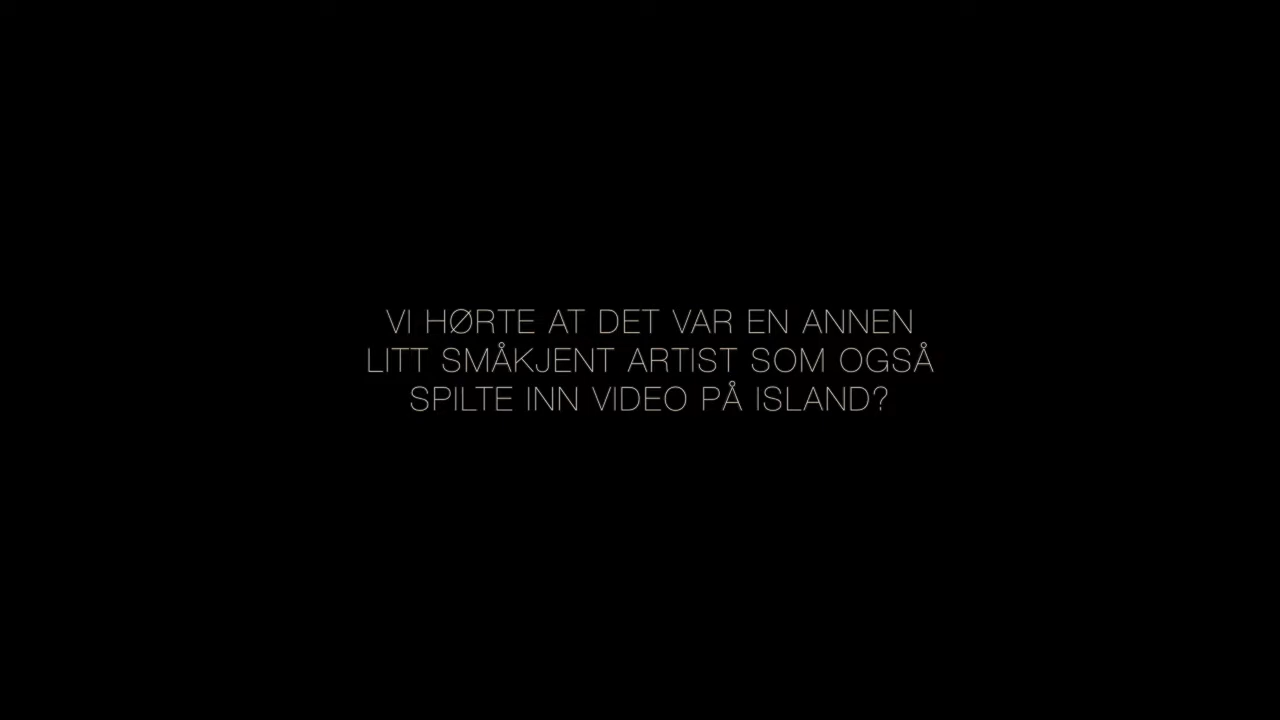 VI HØRTE AT DET VAR EN ANNEN
LITT SMÅKJENT ARTIST SOM OGSÅ
SPILTE INN VIDEO PÅ ISLAND?